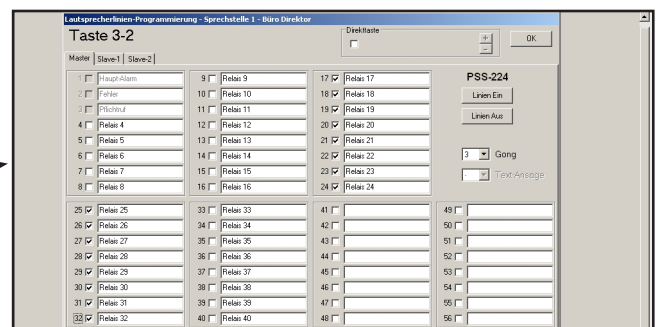 Lautsprecherlinien-Programmierung - Sprechstelle 1 - Büro Direktor
Taste 3-2
Direkttaste
+
-
OK
Master Slave-1 Slave-2
1 Haupt-Alarm 9 Relais 9 17 Relais 17 PSS-224
2 Fehler 10 Relais 10 18 Relais 18 Linien Ein
3 Pflichtruf 11 Relais 11 19 Relais 19 Linien Aus
4 Relais 4 12 Relais 12 20 Relais 20
5 Relais 5 13 Relais 13 21 Relais 21
6 Relais 6 14 Relais 14 22 Relais 22 3 Gong
7 Relais 7 15 Relais 15 23 Relais 23 - Text-Ansage
8 Relais 8 16 Relais 16 24 Relais 24
25 Relais 25 33 Relais 33 41 49
26 Relais 26 34 Relais 34 42 50
27 Relais 27 35 Relais 35 43 51
28 Relais 28 36 Relais 36 44 52
29 Relais 29 37 Relais 37 45 53
30 Relais 30 38 Relais 38 46 54
31 Relais 31 39 Relais 39 47 55
32 Relais 32 40 Relais 40 48 56